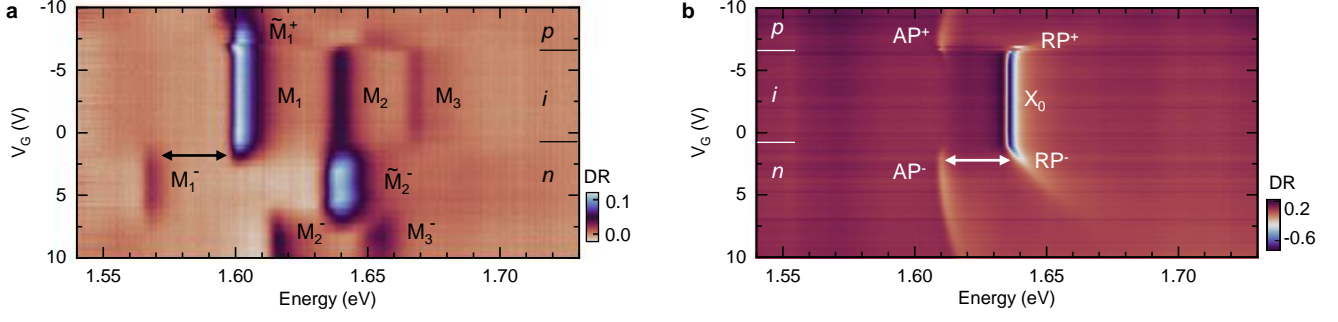 a
-10
-5
0
5
10
V_G (V)
M̃₁⁺
M₁
M₂
M₃
M₁⁻
M̃₂⁻
M₂⁻
M₃⁻
p
i
n
DR
0.1
0.0
1.55
1.60
1.65
1.70
Energy (eV)
b
-10
-5
0
5
10
V_G (V)
p
i
n
AP⁺
RP⁺
X₀
AP⁻
RP⁻
DR
0.2
-0.6
1.55
1.60
1.65
1.70
Energy (eV)